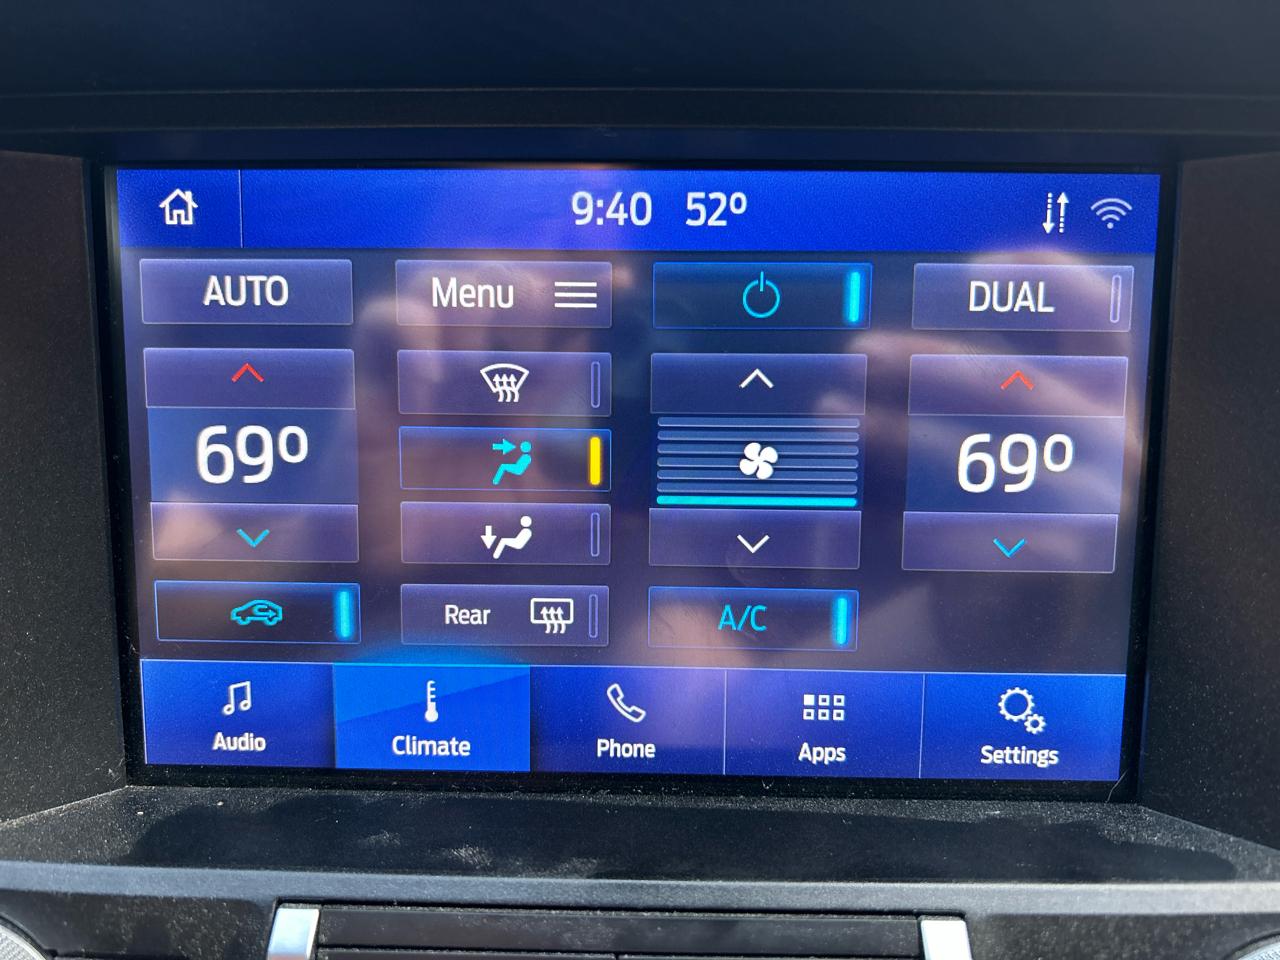 9:40 52º
AUTO Menu DUAL
69º 69º
Rear A/C
Audio Climate Phone Apps Settings